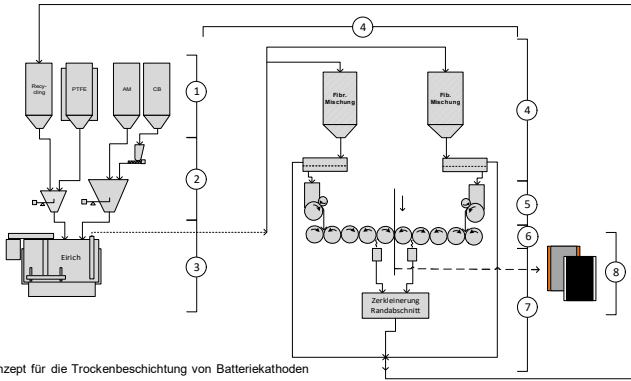 4
Recy-
cling
PTFE
AM
CB
1
Fibr.
Mischung
Fib.
Mischung
4
2
5
6
3
Eirich
8
7
Zerkleinerung
Randabschnitt
nzept für die Trockenbeschichtung von Batteriekathoden